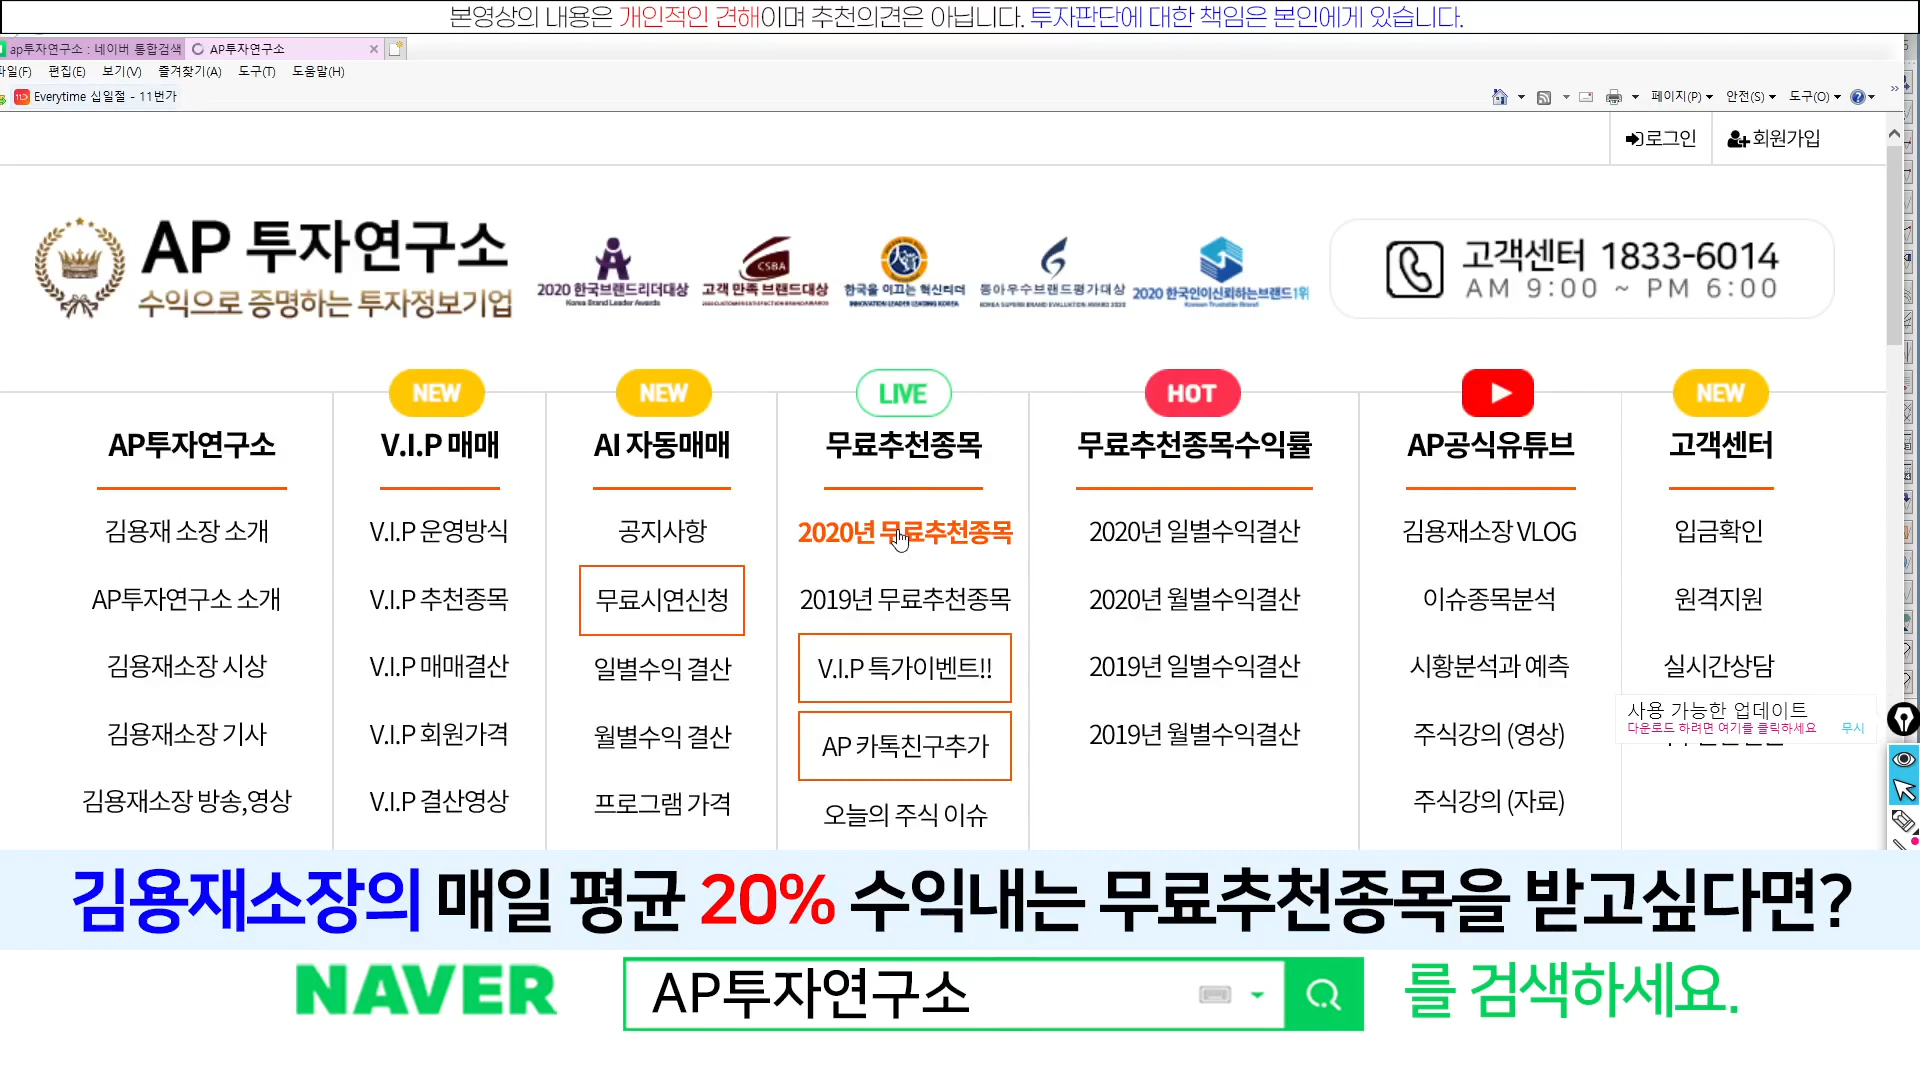 본영상의 내용은 개인적인 견해이며 추천의견은 아닙니다. 투자판단에 대한 책임은 본인에게 있습니다.
ap투자연구소 : 네이버 통합검색
AP투자연구소
파일(F) 편집(E) 보기(V) 즐겨찾기(A) 도구(T) 도움말(H)
Everytime 십일절 - 11번가
페이지(P) 안전(S) 도구(O)
로그인 회원가입
AP 투자연구소
수익으로 증명하는 투자정보기업
2020 한국브랜드리더대상
Korea Brand Leader Awards
CSBA
고객 만족 브랜드대상
한국을 이끄는 혁신리더
INNOVATION LEADER LEADING KOREA
동아우수브랜드평가대상
KOREA SUPERB BRAND EVALUATION AWARD 2020
2020 한국인이신뢰하는브랜드1위
Korean Trustable Brand
고객센터 1833-6014
AM 9:00 ~ PM 6:00
NEW NEW LIVE HOT NEW
AP투자연구소 V.I.P 매매 AI 자동매매 무료추천종목 무료추천종목수익률 AP공식유튜브 고객센터
김용재 소장 소개 V.I.P 운영방식 공지사항 2020년 무료추천종목 2020년 일별수익결산 김용재소장 VLOG 입금확인
AP투자연구소 소개 V.I.P 추천종목 무료시연신청 2019년 무료추천종목 2020년 월별수익결산 이슈종목분석 원격지원
김용재소장 시상 V.I.P 매매결산 일별수익 결산 V.I.P 특가이벤트!! 2019년 일별수익결산 시황분석과 예측 실시간상담
김용재소장 기사 V.I.P 회원가격 월별수익 결산 AP 카톡친구추가 2019년 월별수익결산 주식강의 (영상)
김용재소장 방송,영상 V.I.P 결산영상 프로그램 가격 오늘의 주식 이슈 주식강의 (자료)
사용 가능한 업데이트
다운로드 하려면 여기를 클릭하세요 무시
김용재소장의 매일 평균 20% 수익내는 무료추천종목을 받고싶다면?
NAVER AP투자연구소 를 검색하세요.